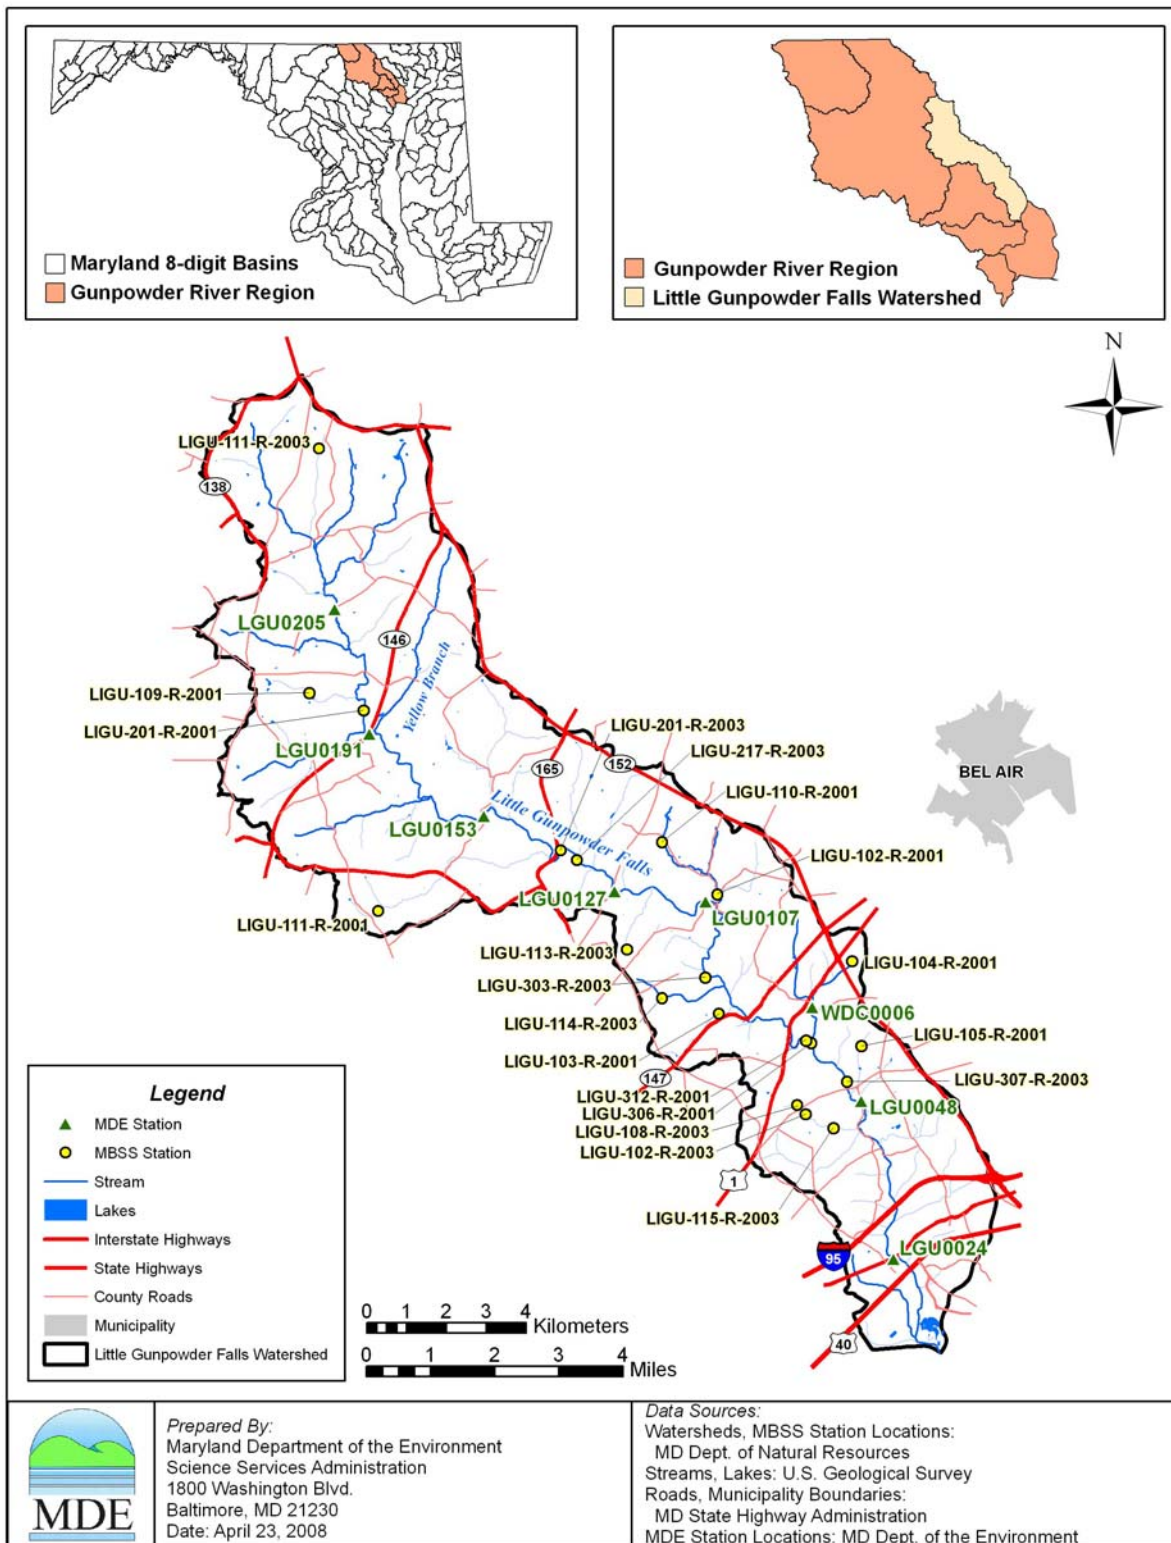 Maryland 8-digit Basins
Gunpowder River Region
Gunpowder River Region
Little Gunpowder Falls Watershed
N
LIGU-111-R-2003
138
LGU0205
146
Yellow Branch
LIGU-109-R-2001
LIGU-201-R-2001
LGU0191
LIGU-201-R-2003
LIGU-217-R-2003
165
152
LIGU-110-R-2001
BEL AIR
LGU0153
Little Gunpowder Falls
LIGU-102-R-2001
LGU0127
LGU0107
LIGU-111-R-2001
LIGU-113-R-2003
LIGU-104-R-2001
LIGU-303-R-2003
WDC0006
LIGU-114-R-2003
LIGU-105-R-2001
LIGU-103-R-2001
147
LIGU-307-R-2003
LIGU-312-R-2001
LIGU-306-R-2001
LGU0048
LIGU-108-R-2003
LIGU-102-R-2003
1
LIGU-115-R-2003
LGU0024
95
40
Legend
MDE Station
MBSS Station
Stream
Lakes
Interstate Highways
State Highways
County Roads
Municipality
Little Gunpowder Falls Watershed
0 1 2 3 4
Kilometers
0 1 2 3 4
Miles
MDE
Prepared By:
Maryland Department of the Environment
Science Services Administration
1800 Washington Blvd.
Baltimore, MD 21230
Date: April 23, 2008
Data Sources:
Watersheds, MBSS Station Locations:
MD Dept. of Natural Resources
Streams, Lakes: U.S. Geological Survey
Roads, Municipality Boundaries:
MD State Highway Administration
MDE Station Locations: MD Dept. of the Environment